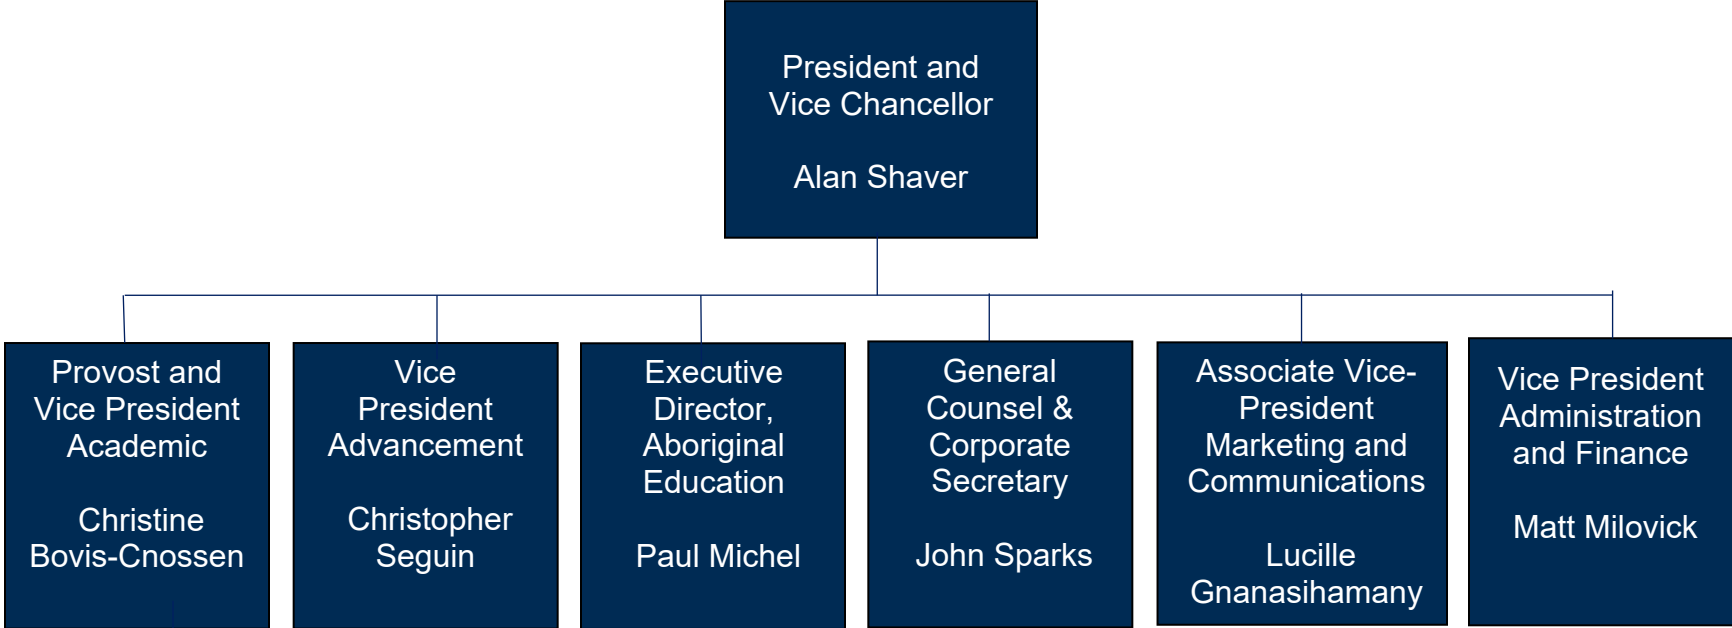 President and
Vice Chancellor
Alan Shaver
Provost and
Vice President
Academic
Christine
Bovis-Cnossen
Vice
President
Advancement
Christopher
Seguin
Executive
Director,
Aboriginal
Education
Paul Michel
General
Counsel &
Corporate
Secretary
John Sparks
Associate Vice-
President
Marketing and
Communications
Lucille
Gnanasihamany
Vice President
Administration
and Finance
Matt Milovick